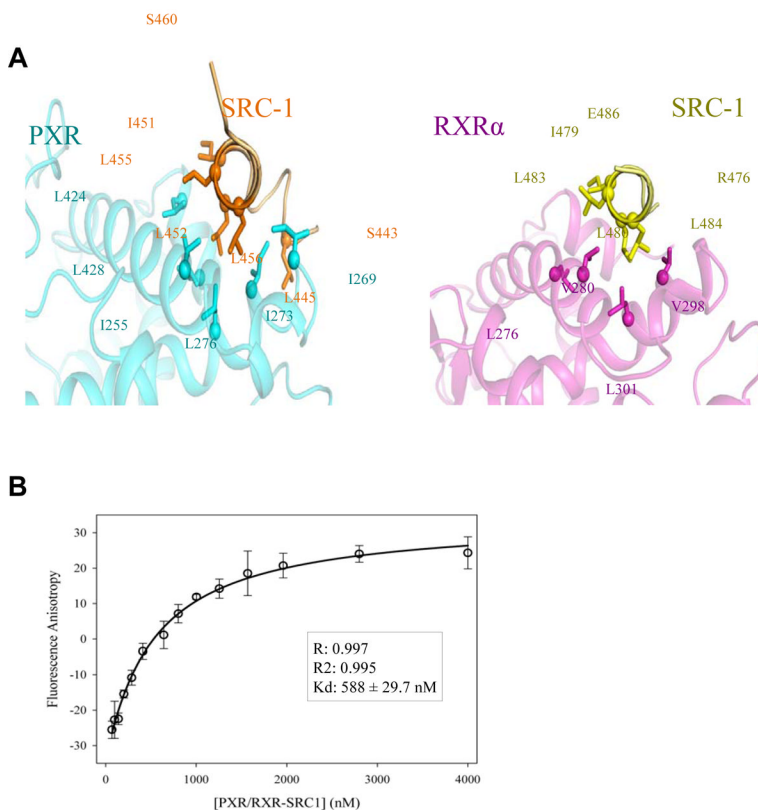 S460
A
I451
SRC-1
PXR
L455
L424
L452
L456
S443
L428
L445
I269
I255
I273
L276
E486
SRC-1
RXRα
I479
L483
R476
L480
L484
V280
V298
L276
L301
B
30
20
10
0
-10
-20
-30
Fluorescence Anisotropy
R: 0.997
R2: 0.995
Kd: 588 ± 29.7 nM
0 1000 2000 3000 4000
[PXR/RXR-SRC1] (nM)